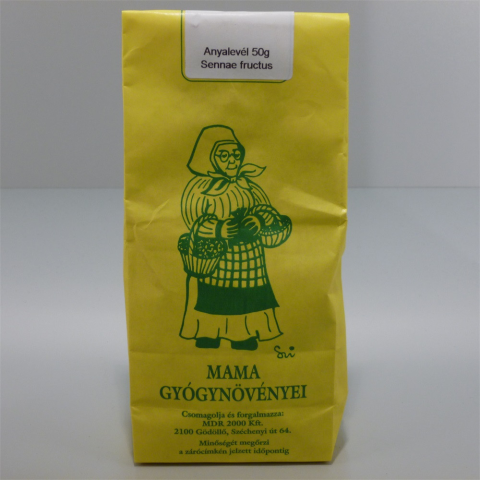 Anyalevél 50g
Sennae fructus
MAMA
GYÓGYNÖVÉNYEI
Csomagolja és forgalmazza:
MDR 2000 Kft.
2100 Gödöllő, Széchenyi út 64.
Minőségét megőrzi
a zárócimkén jelzett időpontig